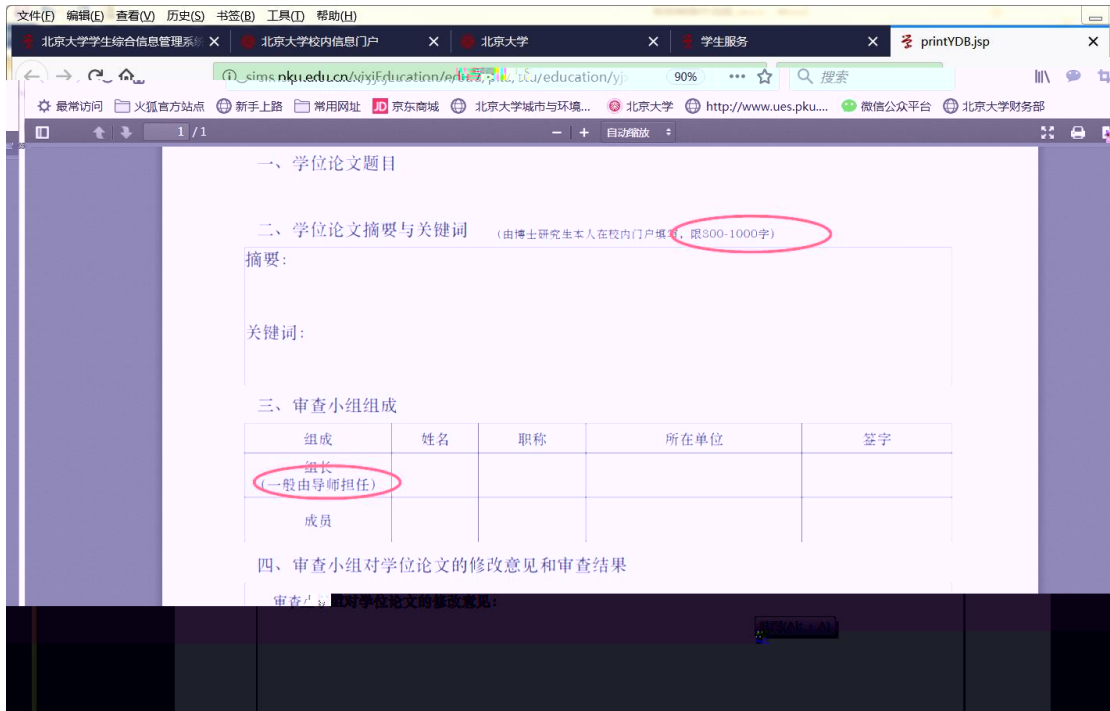 文件(F) 编辑(E) 查看(V) 历史(S) 书签(B) 工具(T) 帮助(H)
北京大学学生综合信息管理系统 × 北京大学校内信息门户 × 北京大学 × 学生服务 × printYDB.jsp ×
sims.pku.edu.cn 90% ··· 搜索
最常访问 火狐官方站点 新手上路 常用网址 JD 京东商城 北京大学城市与环境... 北京大学 http://www.ues.pku.... 微信公众平台 北京大学财务部
1 / 1 − + 自动缩放
一、学位论文题目
二、学位论文摘要与关键词 (由博士研究生本人在校内门户填写，限800-1000字)
摘要:
关键词:
三、审查小组组成
组成 姓名 职称 所在单位 签字
组长
(一般由导师担任)
成员
四、审查小组对学位论文的修改意见和审查结果
审查小组对学位论文的修改意见: